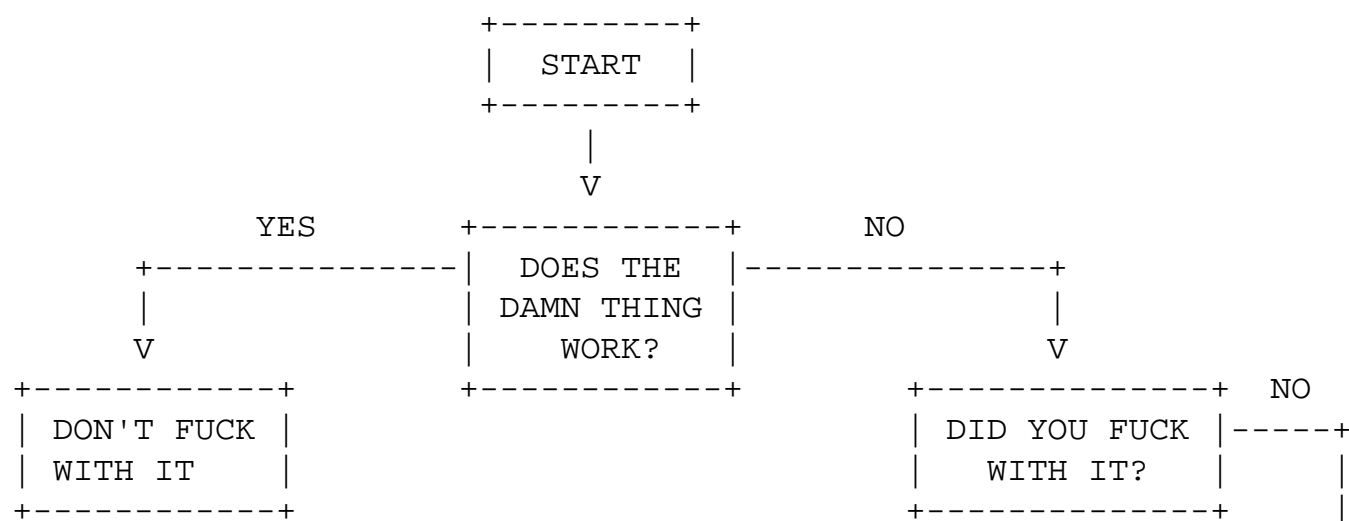 START
V
YES NO
DOES THE
DAMN THING
WORK?
V V
NO
DON'T FUCK
WITH IT
DID YOU FUCK
WITH IT?